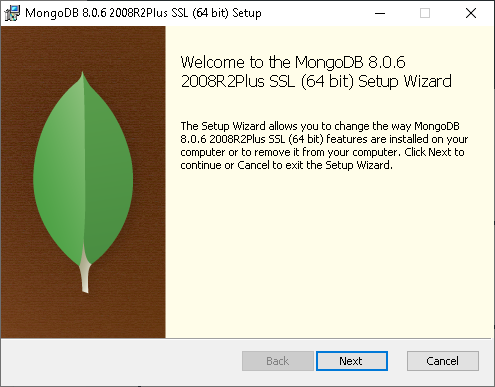 MongoDB 8.0.6 2008R2Plus SSL (64 bit) Setup
Welcome to the MongoDB 8.0.6
2008R2Plus SSL (64 bit) Setup Wizard
The Setup Wizard allows you to change the way MongoDB
8.0.6 2008R2Plus SSL (64 bit) features are installed on your
computer or to remove it from your computer. Click Next to
continue or Cancel to exit the Setup Wizard.
Back
Next
Cancel